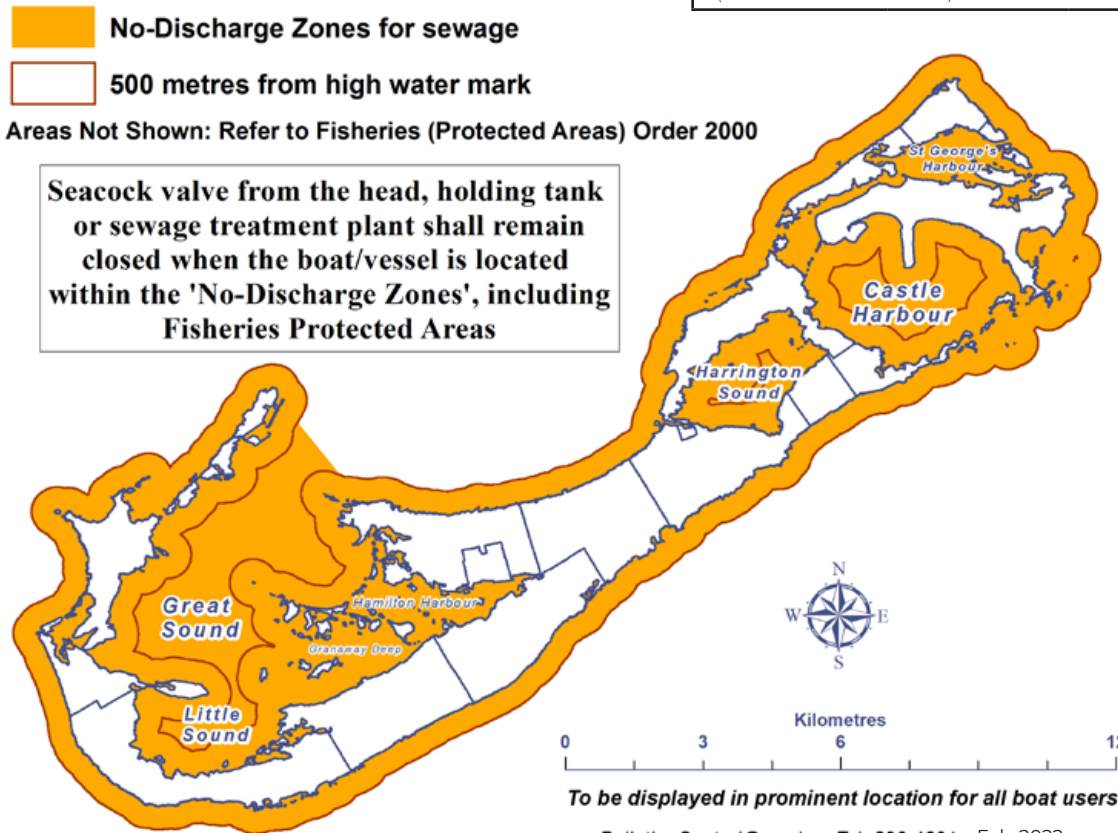 No-Discharge Zones for sewage
500 metres from high water mark
Areas Not Shown: Refer to Fisheries (Protected Areas) Order 2000
Seacock valve from the head, holding tank
or sewage treatment plant shall remain
closed when the boat/vessel is located
within the 'No-Discharge Zones', including
Fisheries Protected Areas
St George's
Harbour
Castle
Harbour
Harrington
Sound
Great
Sound
Hamilton Harbour
Granaway Deep
Little
Sound
N
W E
S
Kilometres
0 3 6 12
To be displayed in prominent location for all boat users
Feb 2022